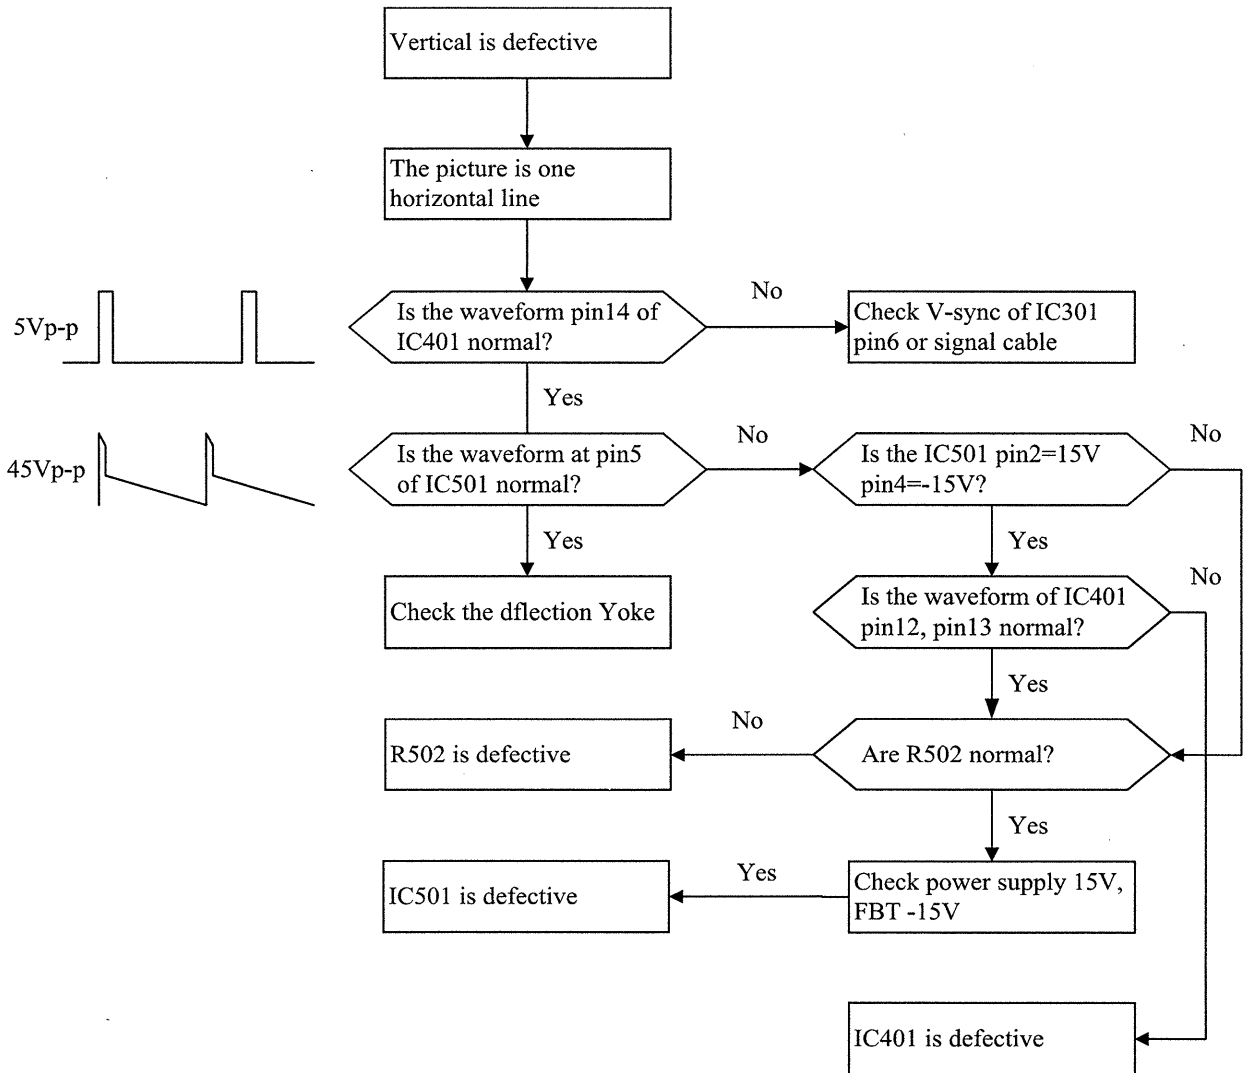 Vertical is defective
The picture is one
horizontal line
5Vp-p
Is the waveform pin14 of
IC401 normal?
No
Check V-sync of IC301
pin6 or signal cable
Yes
45Vp-p
Is the waveform at pin5
of IC501 normal?
No
Is the IC501 pin2=15V
pin4=-15V?
No
Yes
Yes
Check the dflection Yoke
Is the waveform of IC401
pin12, pin13 normal?
No
Yes
R502 is defective
No
Are R502 normal?
Yes
IC501 is defective
Yes
Check power supply 15V,
FBT -15V
IC401 is defective